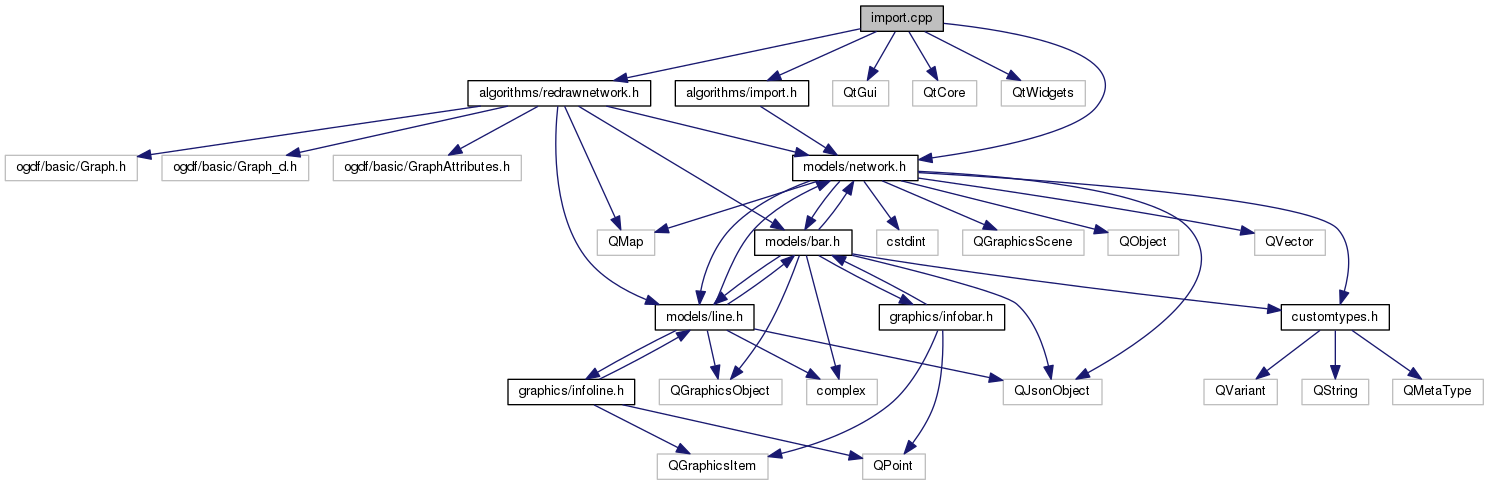 import.cpp
algorithms/redrawnetwork.h
algorithms/import.h
QtGui
QtCore
QtWidgets
ogdf/basic/Graph.h
ogdf/basic/Graph_d.h
ogdf/basic/GraphAttributes.h
models/network.h
QMap
models/bar.h
cstdint
QGraphicsScene
QObject
QVector
models/line.h
graphics/infobar.h
customtypes.h
graphics/infoline.h
QGraphicsObject
complex
QJsonObject
QVariant
QString
QMetaType
QGraphicsItem
QPoint